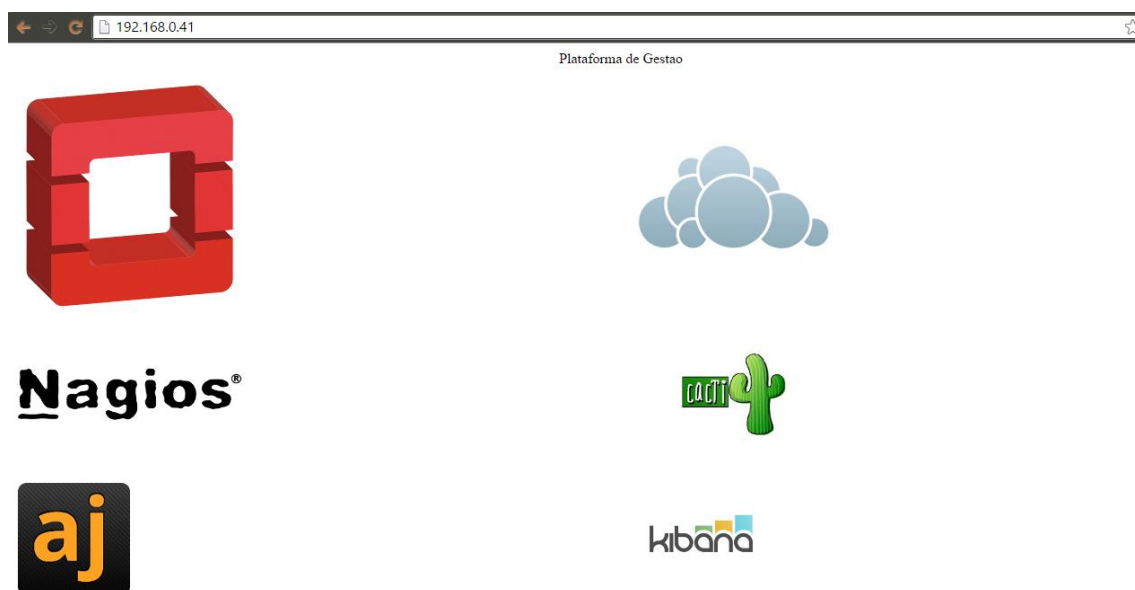 192.168.0.41
Plataforma de Gestao
Nagios®
cacti
aj
kibana